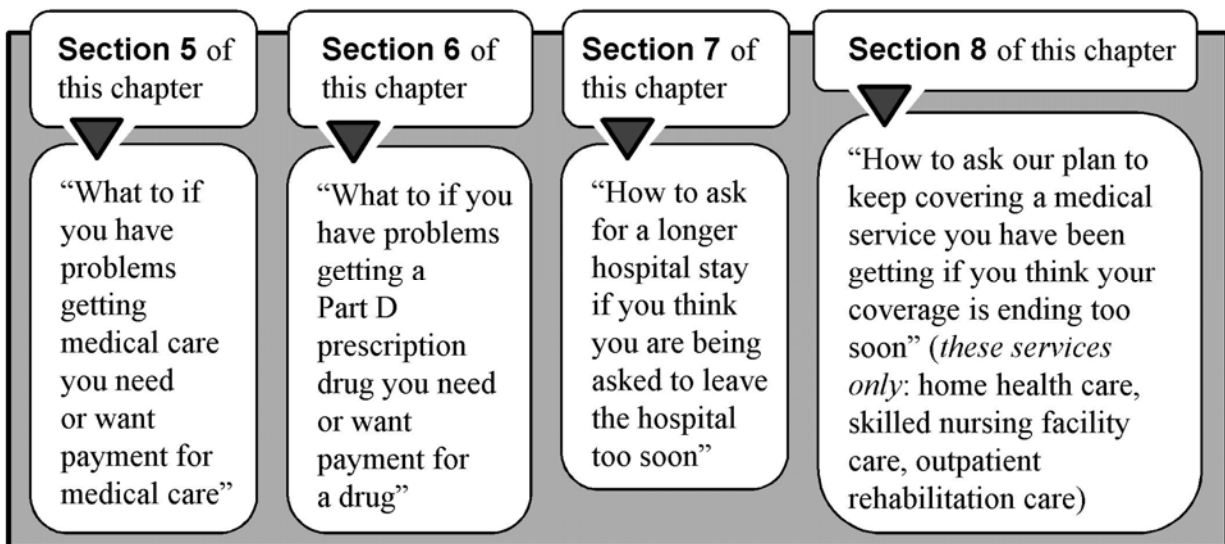 Section 5 of
this chapter
“What to if
you have
problems
getting
medical care
you need
or want
payment for
medical care”
Section 6 of
this chapter
“What to if you
have problems
getting a
Part D
prescription
drug you need
or want
payment for
a drug”
Section 7 of
this chapter
“How to ask
for a longer
hospital stay
if you think
you are being
asked to leave
the hospital
too soon”
Section 8 of this chapter
“How to ask our plan to
keep covering a medical
service you have been
getting if you think your
coverage is ending too
soon” (these services
only: home health care,
skilled nursing facility
care, outpatient
rehabilitation care)